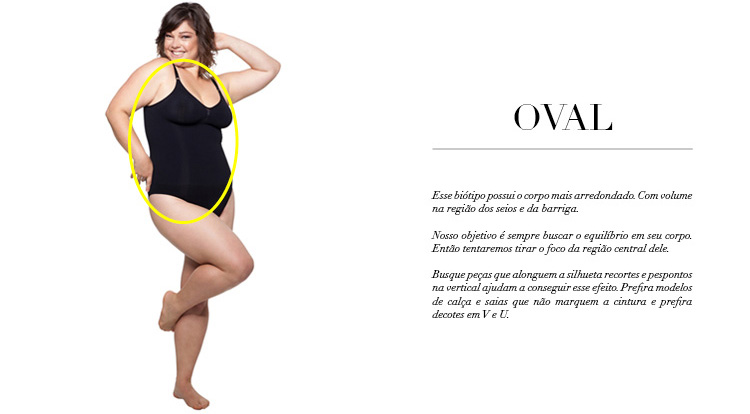 OVAL
Esse biótipo possui o corpo mais arredondado. Com volume
na região dos seios e da barriga.
Nosso objetivo é sempre buscar o equilíbrio em seu corpo.
Então tentaremos tirar o foco da região central dele.
Busque peças que alonguem a silhueta recortes e pespontos
na vertical ajudam a conseguir esse efeito. Prefira modelos
de calça e saias que não marquem a cintura e prefira
decotes em V e U.